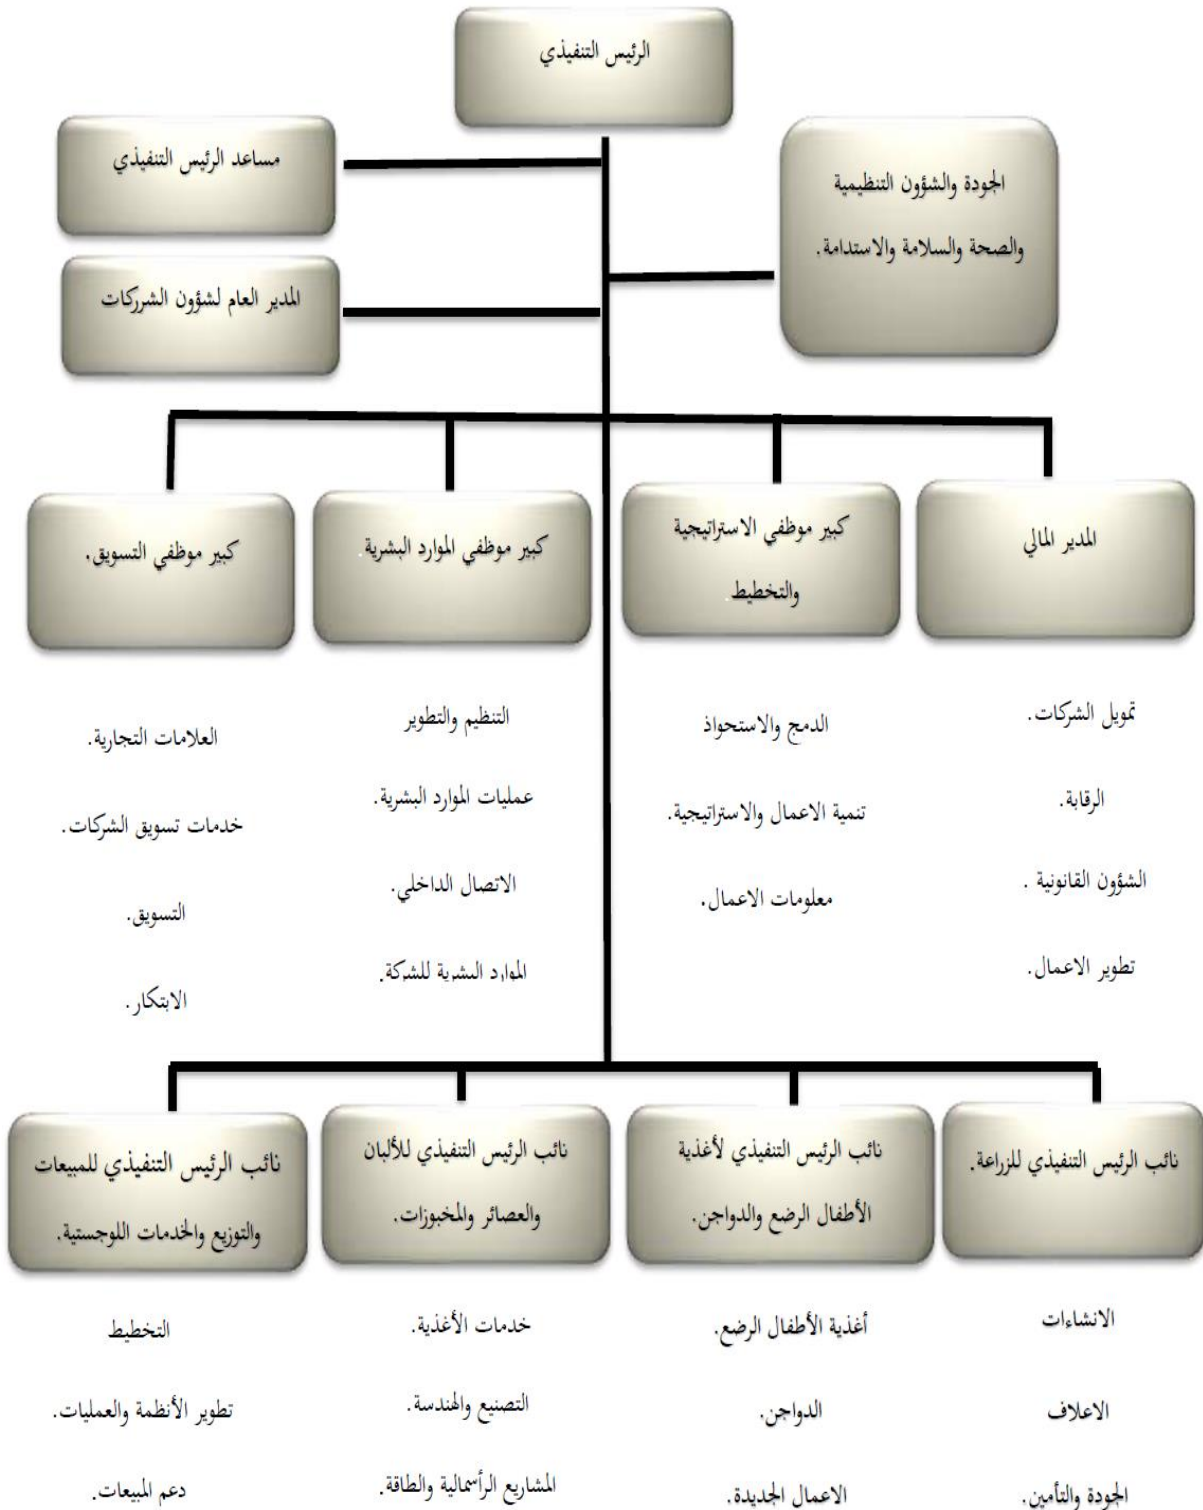 الرئيس التنفيذي
مساعد الرئيس التنفيذي
الجودة والشؤون التنظيمية
والصحة والسلامة والاستدامة.
المدير العام لشؤون الشرركات
المدير المالي
كبير موظفي الاستراتيجية
والتخطيط.
كبير موظفي الموارد البشرية.
كبير موظفي التسويق.
تمويل الشركات.
الرقابة.
الشؤون القانونية .
تطوير الاعمال.
الدمج والاستحواذ
تنمية الاعمال والاستراتيجية.
معلومات الاعمال.
التنظيم والتطوير
عمليات الموارد البشرية.
الاتصال الداخلي.
الموارد البشرية للشركة.
العلامات التجارية.
خدمات تسويق الشركات.
التسويق.
الابتكار.
نائب الرئيس التنفيذي للزراعة.
نائب الرئيس التنفيذي لأغذية
الأطفال الرضع والدواجن.
نائب الرئيس التنفيذي للألبان
والعصائر والمخبوزات.
نائب الرئيس التنفيذي للمبيعات
والتوزيع والخدمات اللوجستية.
الانشاءات
الاعلاف
الجودة والتأمين.
أغذية الأطفال الرضع.
الدواجن.
الاعمال الجديدة.
خدمات الأغذية.
التصنيع والهندسة.
المشاريع الرأسمالية والطاقة.
التخطيط
تطوير الأنظمة والعمليات.
دعم المبيعات.